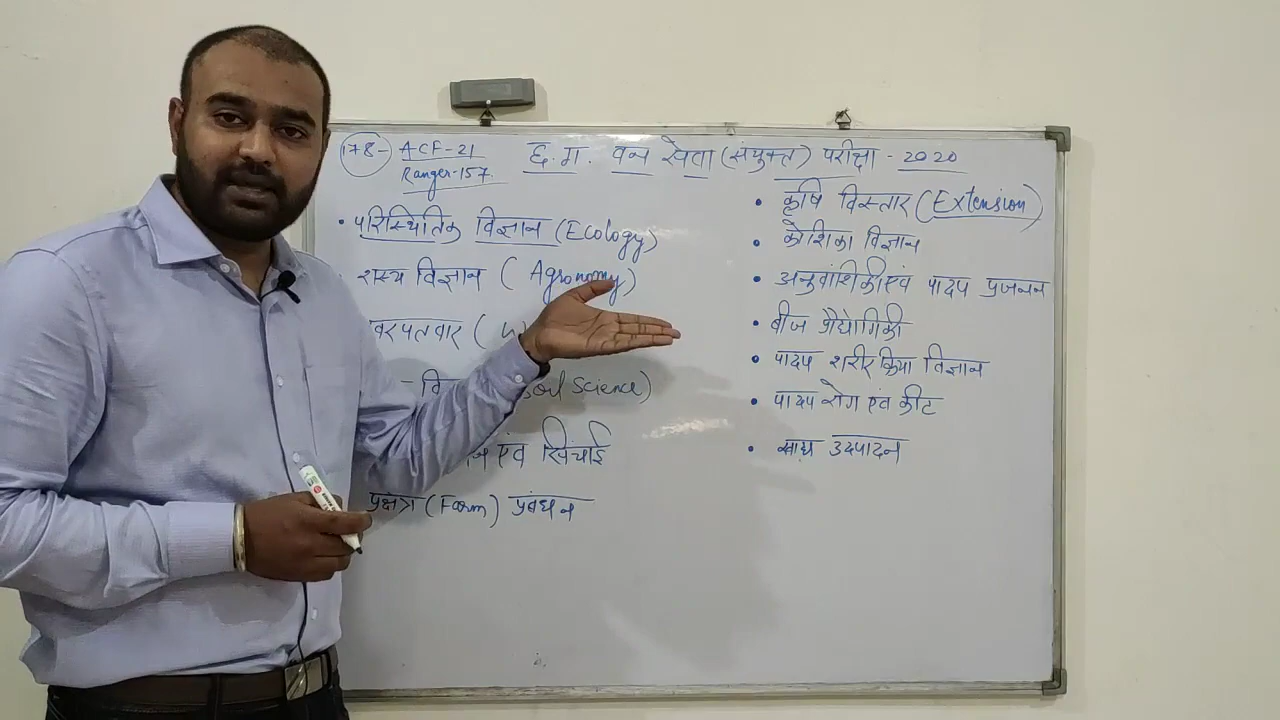 178- ACF-21
Ranger-157
छ.ग. वन सेवा (संयुक्त) परीक्षा - 2020
• परिस्थितिक विज्ञान (Ecology)
शस्य विज्ञान ( Agronomy)
खरपतवार (
Soil Science)
एवं सिंचाई
प्रक्षेत्र (Farm) प्रबंधन
• कृषि विस्तार (Extension)
• कोशिका विज्ञान
• अनुवांशिकी एवं पादप प्रजनन
• बीज प्रौद्योगिकी
• पादप शरीर क्रिया विज्ञान
• पादप रोग एवं कीट
• खाद्य उत्पादन